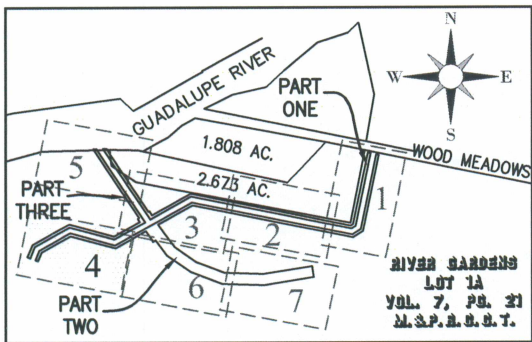 N
W E
S
GUADALUPE RIVER
PART
ONE
1.808 AC.
WOOD MEADOWS
2.673 AC.
5
PART
THREE
1
3
2
4
6
7
PART
TWO
RIVER GARDENS
LOT 1A
VOL. 7, PG. 21
M.&P.R.G.C.T.